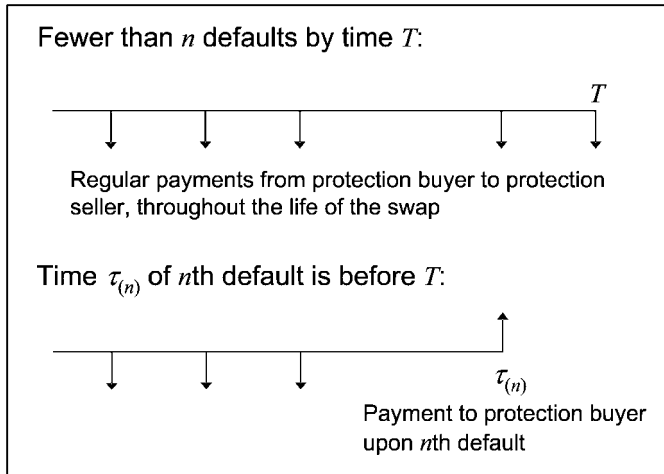 Fewer than n defaults by time T:
T
Regular payments from protection buyer to protection
seller, throughout the life of the swap
Time τ(n) of nth default is before T:
τ(n)
Payment to protection buyer
upon nth default